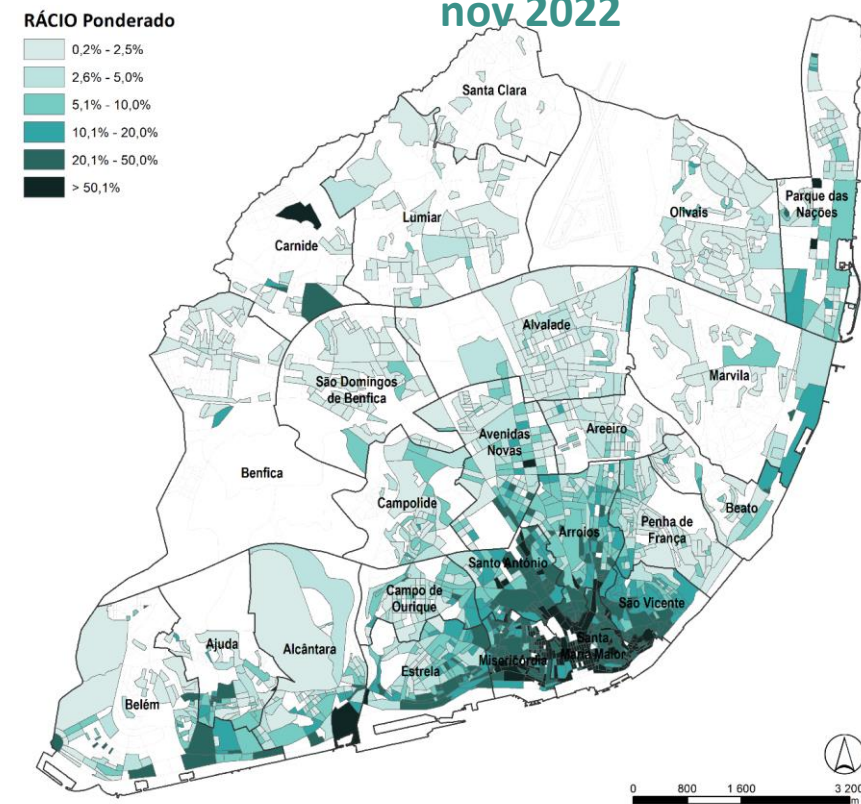 nov 2022
RÁCIO Ponderado
0,2% - 2,5%
2,6% - 5,0%
5,1% - 10,0%
10,1% - 20,0%
20,1% - 50,0%
> 50,1%
Santa Clara
Lumiar
Carnide
Olivais
Parque das
Nações
Alvalade
Marvila
São Domingos
de Benfica
Avenidas
Novas
Areeiro
Benfica
Campolide
Arroios
Penha de
França
Beato
Santo António
Campo de
Ourique
São Vicente
Ajuda
Alcântara
Estrela
Misericórdia
Santa
Maria Maior
Belém
0 800 1 600 3 200
m